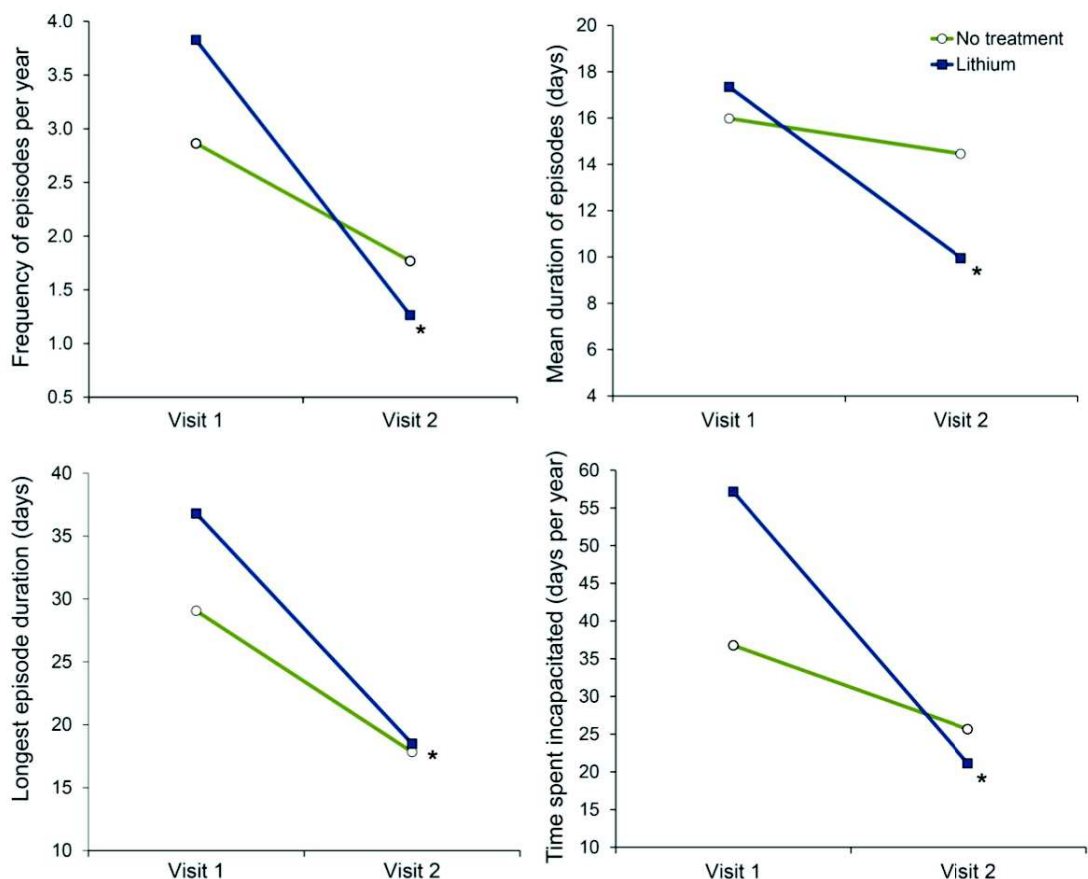 Frequency of episodes per year
4.0
3.5
3.0
2.5
2.0
1.5
1.0
0.5
*
Visit 1
Visit 2
Mean duration of episodes (days)
20
18
16
14
12
10
8
6
4
No treatment
Lithium
*
Visit 1
Visit 2
Longest episode duration (days)
40
35
30
25
20
15
10
*
Visit 1
Visit 2
Time spent incapacitated (days per year)
60
55
50
45
40
35
30
25
20
15
10
*
Visit 1
Visit 2